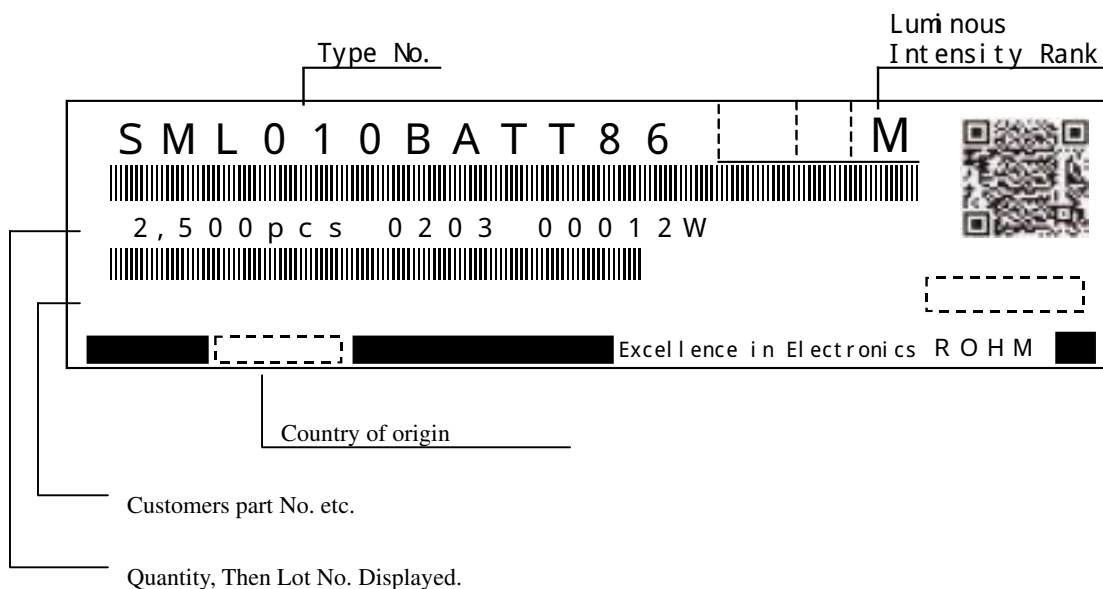 Luminous
Type No.
Intensity Rank
SML010BATT86 M
2,500pcs 0203 00012W
Excellence in Electronics ROHM
Country of origin
Customers part No. etc.
Quantity, Then Lot No. Displayed.